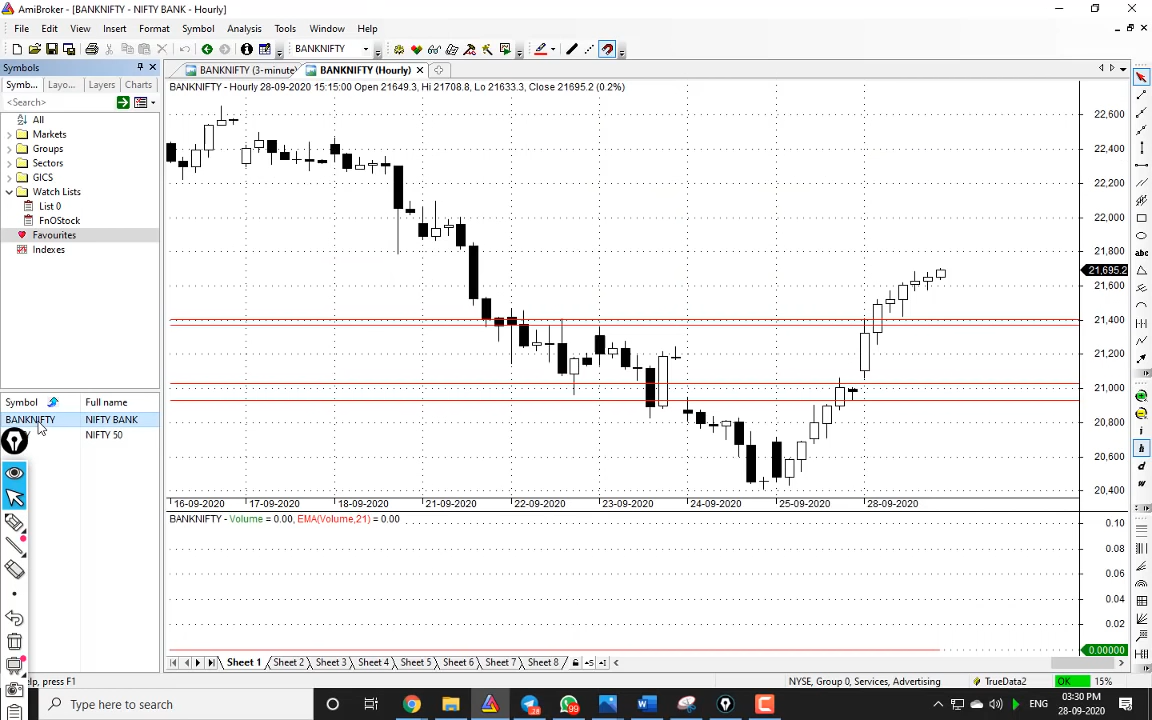 AmiBroker - [BANKNIFTY - NIFTY BANK - Hourly]
File Edit View Insert Format Symbol Analysis Tools Window Help
BANKNIFTY
Symbols
Symb... Layo... Layers Charts
BANKNIFTY (3-minute) BANKNIFTY (Hourly)
<Search>
BANKNIFTY - Hourly 28-09-2020 15:15:00 Open 21649.3, Hi 21708.8, Lo 21633.3, Close 21695.2 (0.2%)
All
Markets
Groups
Sectors
GICS
Watch Lists
List 0
FnOStock
Favourites
Indexes
22,600
22,400
22,200
22,000
21,800
21,695.2
21,600
21,400
21,200
21,000
20,800
20,600
20,400
abc
i
h
d
w
Symbol Full name
BANKNIFTY NIFTY BANK
NIFTY 50
16-09-2020 17-09-2020 18-09-2020 21-09-2020 22-09-2020 23-09-2020 24-09-2020 25-09-2020 28-09-2020
BANKNIFTY - Volume = 0.00, EMA(Volume,21) = 0.00
0.10
0.08
0.06
0.04
0.02
0.00000
Sheet 1 Sheet 2 Sheet 3 Sheet 4 Sheet 5 Sheet 6 Sheet 7 Sheet 8
elp, press F1
NYSE, Group 0, Services, Advertising TrueData2 OK 15%
Type here to search
28
99
ENG
03:30 PM
28-09-2020